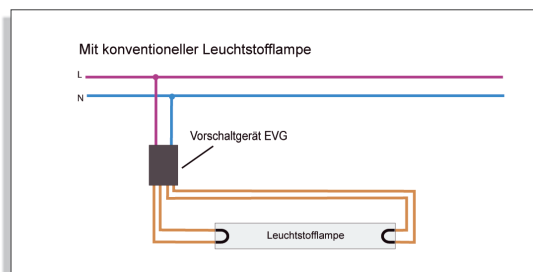 Mit konventioneller Leuchtstofflampe
L
N
Vorschaltgerät EVG
Leuchtstofflampe